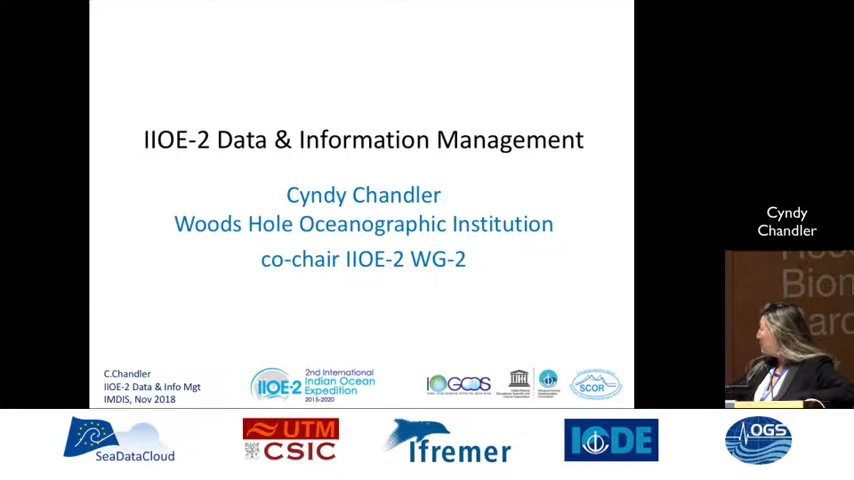 IIOE-2 Data & Information Management
Cyndy Chandler
Woods Hole Oceanographic Institution
co-chair IIOE-2 WG-2
C.Chandler
IIOE-2 Data & Info Mgt
IMDIS, Nov 2018
IIOE-2
2nd International
Indian Ocean
Expedition
2015-2020
IOGOOS
SCOR
Cyndy
Chandler
Biom
SeaDataCloud
UTM
CSIC
Ifremer
IODE
OGS